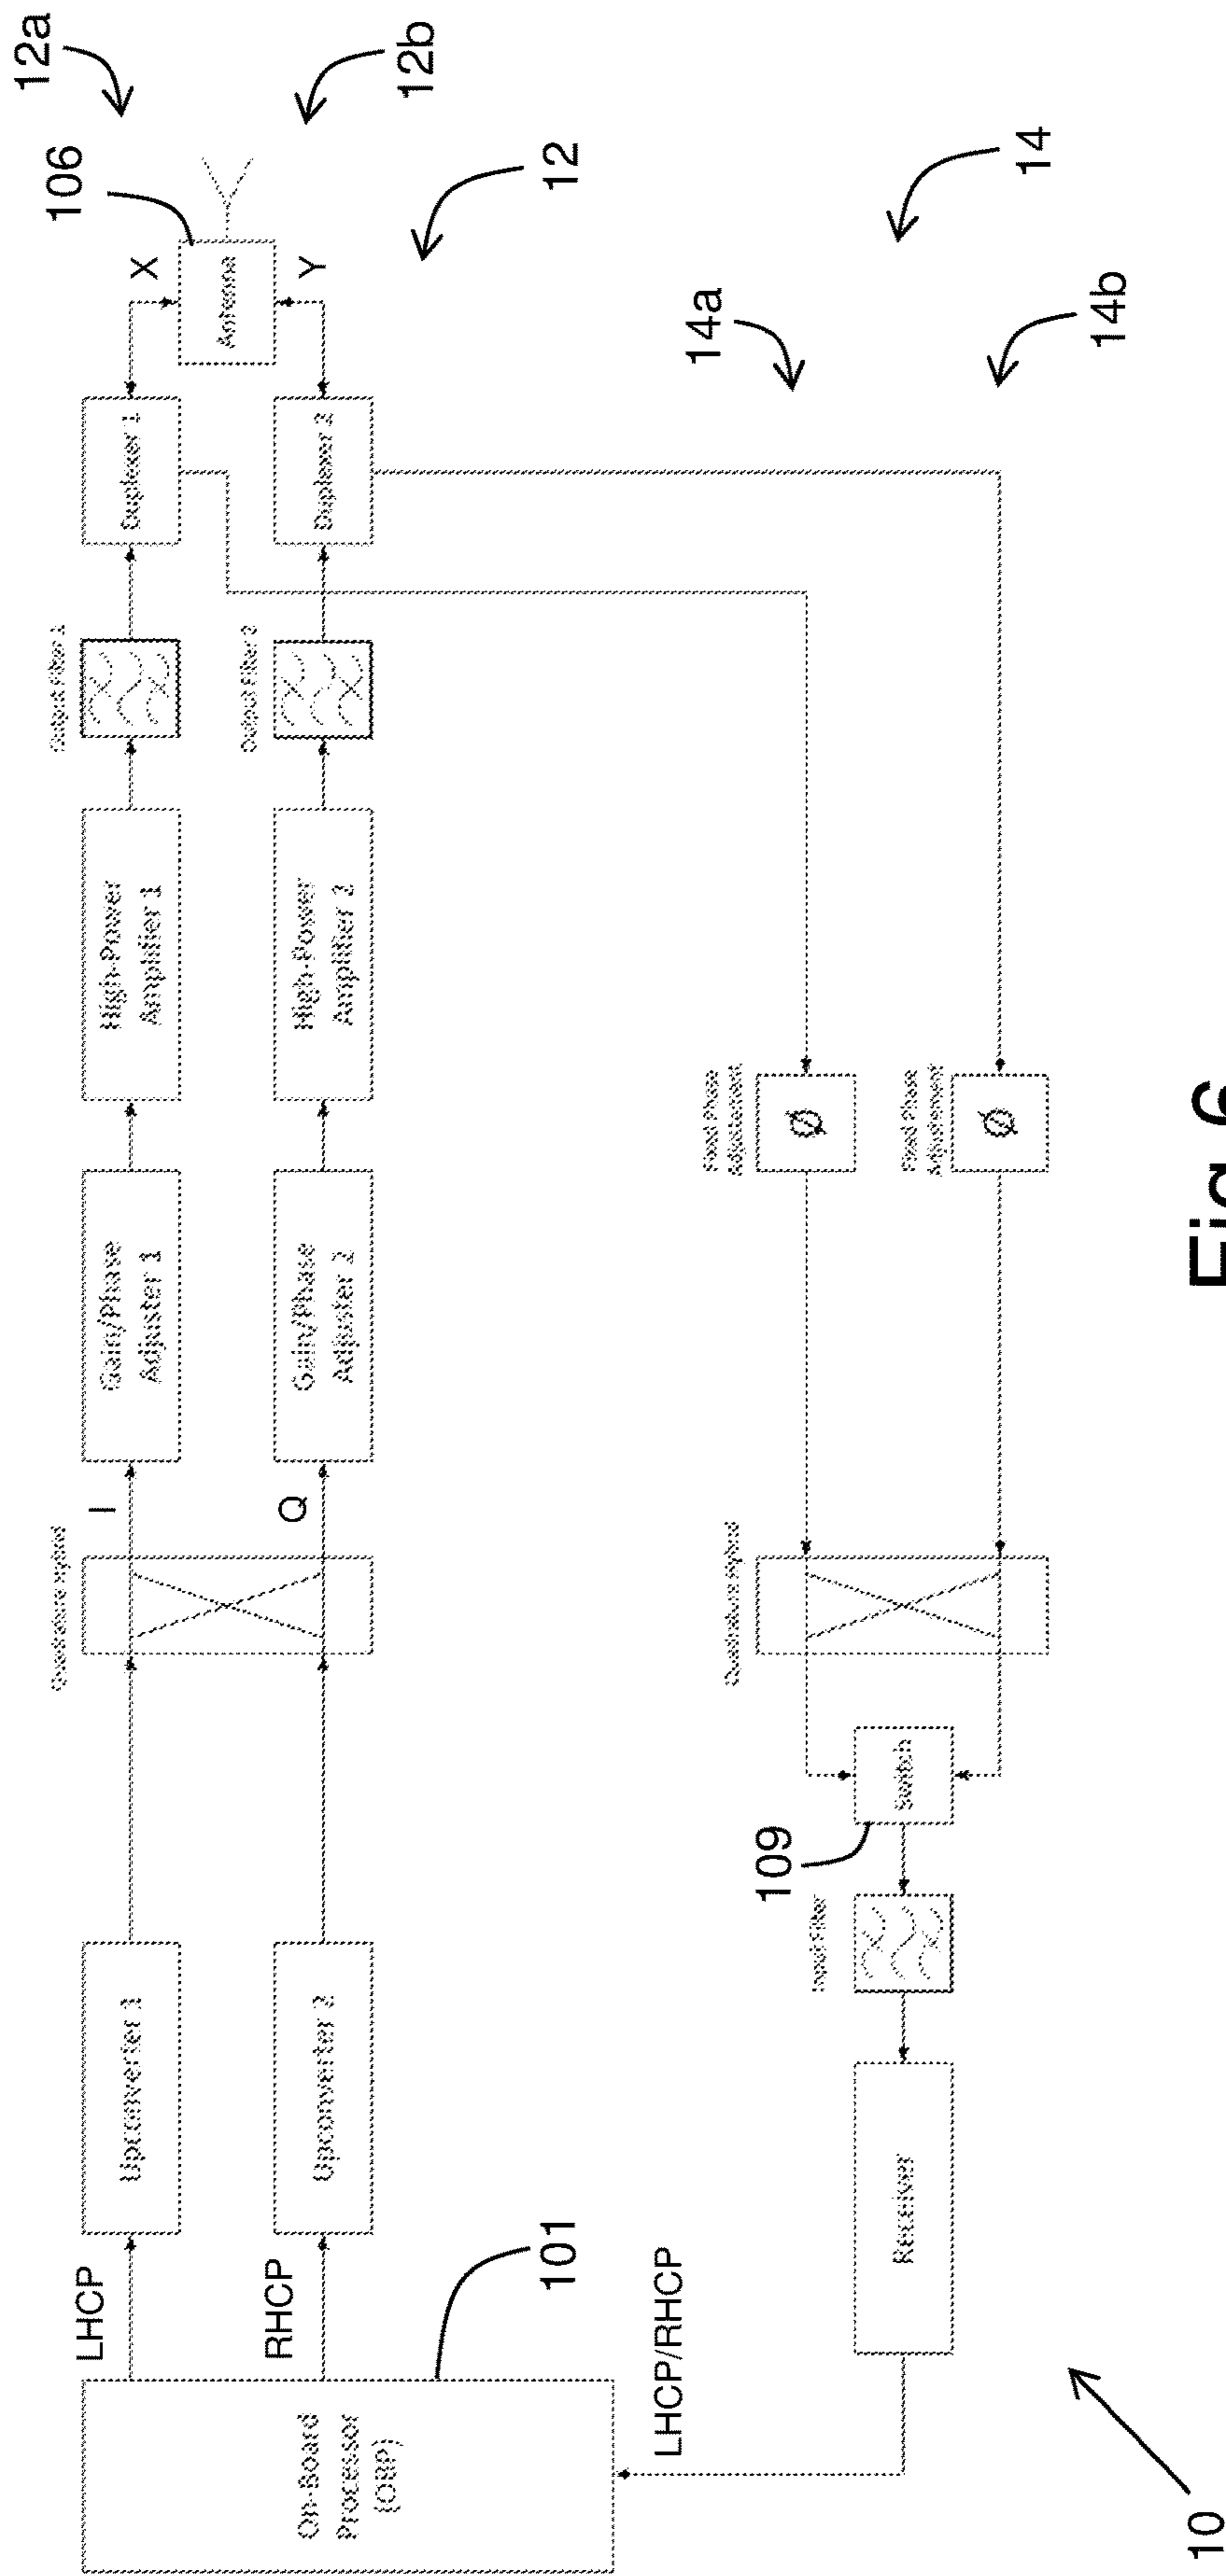 12a
12b
106
X
Y
Antenna
12
14
14a
14b
Duplexer 1
Duplexer 2
Output Filter 1
Output Filter 2
High-Power
Amplifier 1
High-Power
Amplifier 2
Fixed Phase
Adjustment
Ø
Fixed Phase
Adjustment
Ø
Gain/Phase
Adjuster 1
Gain/Phase
Adjuster 2
I
Q
Quadrature Hybrid
Quadrature Hybrid
Switch
109
Input Filter
Upconverter 1
Upconverter 2
Receiver
LHCP
RHCP
LHCP/RHCP
101
On-Board
Processor
(OBP)
10
Fig 6